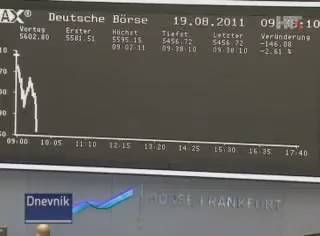 DAX® Deutsche Börse 19.08.2011 09:38:10
Vortag Erster Höchst Tiefst Letzter Veränderung
5602.80 5581.51 5595.15 5456.72 5456.72 -146.08
09:02:11 09:38:10 09:38:10 -2.61 %
09:00 10:05 11:10 12:15 13:20 14:25 15:30 16:35 17:40
Dnevnik BÖRSE FRANKFURT